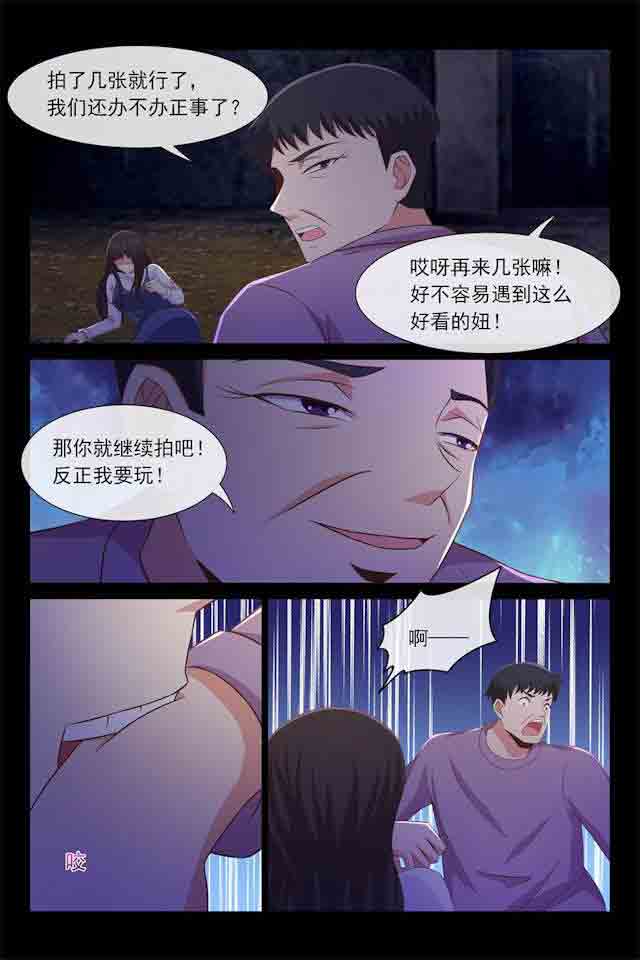 拍了几张就行了，
我们还办不办正事了？
哎呀再来几张嘛！
好不容易遇到这么
好看的妞！
那你就继续拍吧！
反正我要玩！
啊——
咬